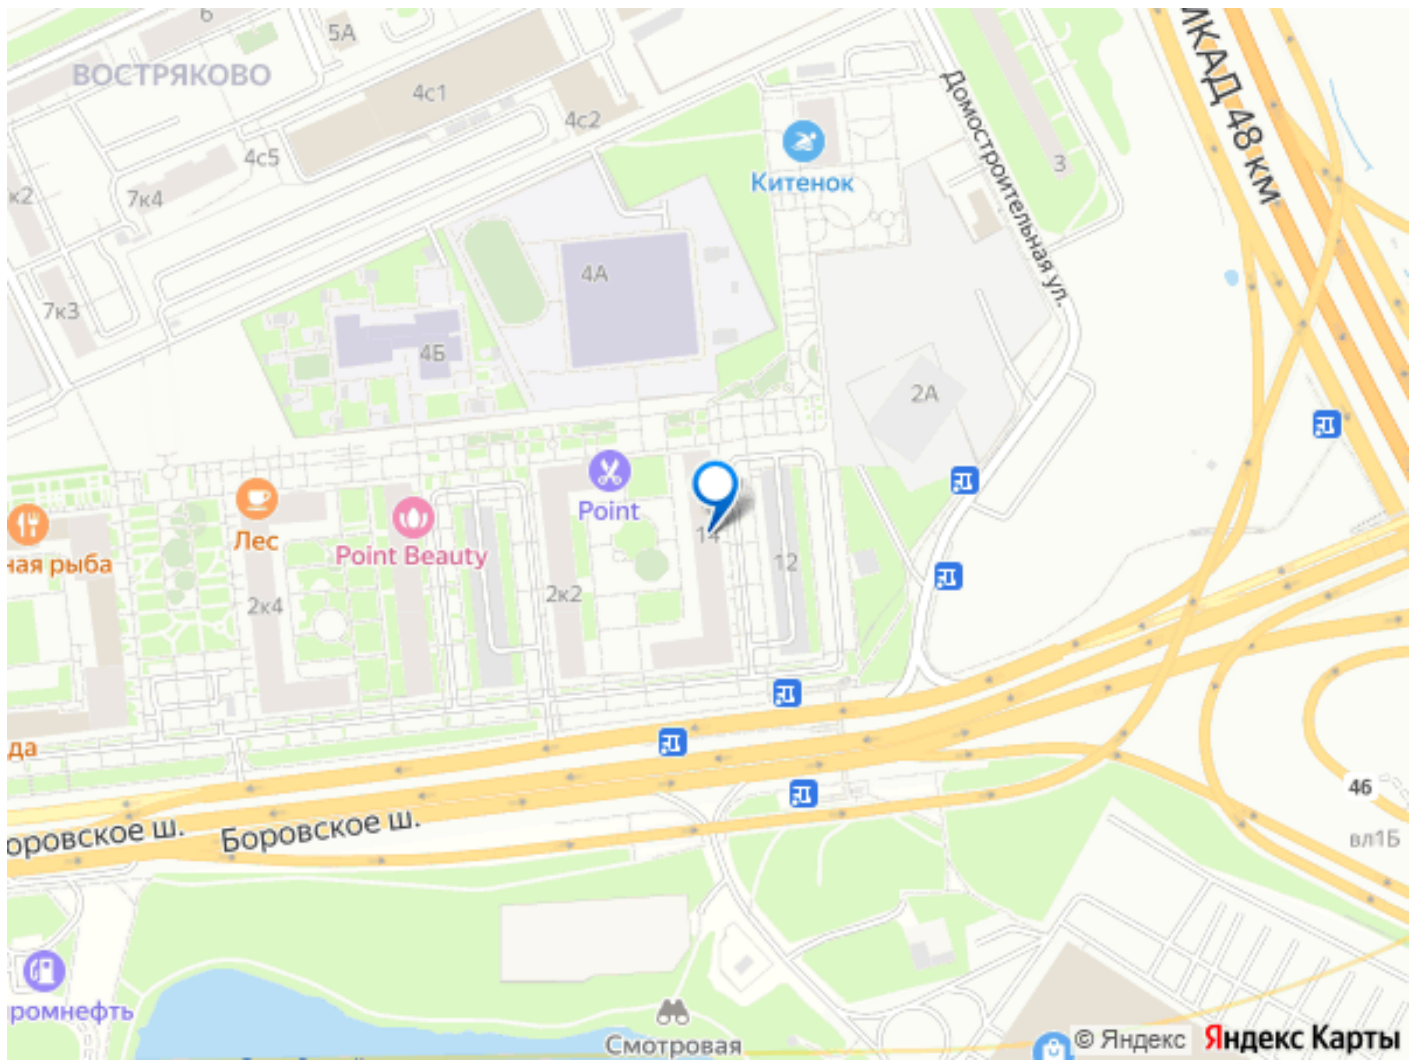 6
5А
МКАД 48 км
ВОСТРЯКОВО
4с1
4с2
Домостроительная ул.
4с5
3
Китенок
к2
7к4
4А
7к3
4Б
2А
Point
Лес
Point Beauty
14
ная рыба
12
2к4
2к2
да
46
оровское ш.
Боровское ш.
вл1Б
ромнефть
Смотровая
© Яндекс
Яндекс Карты